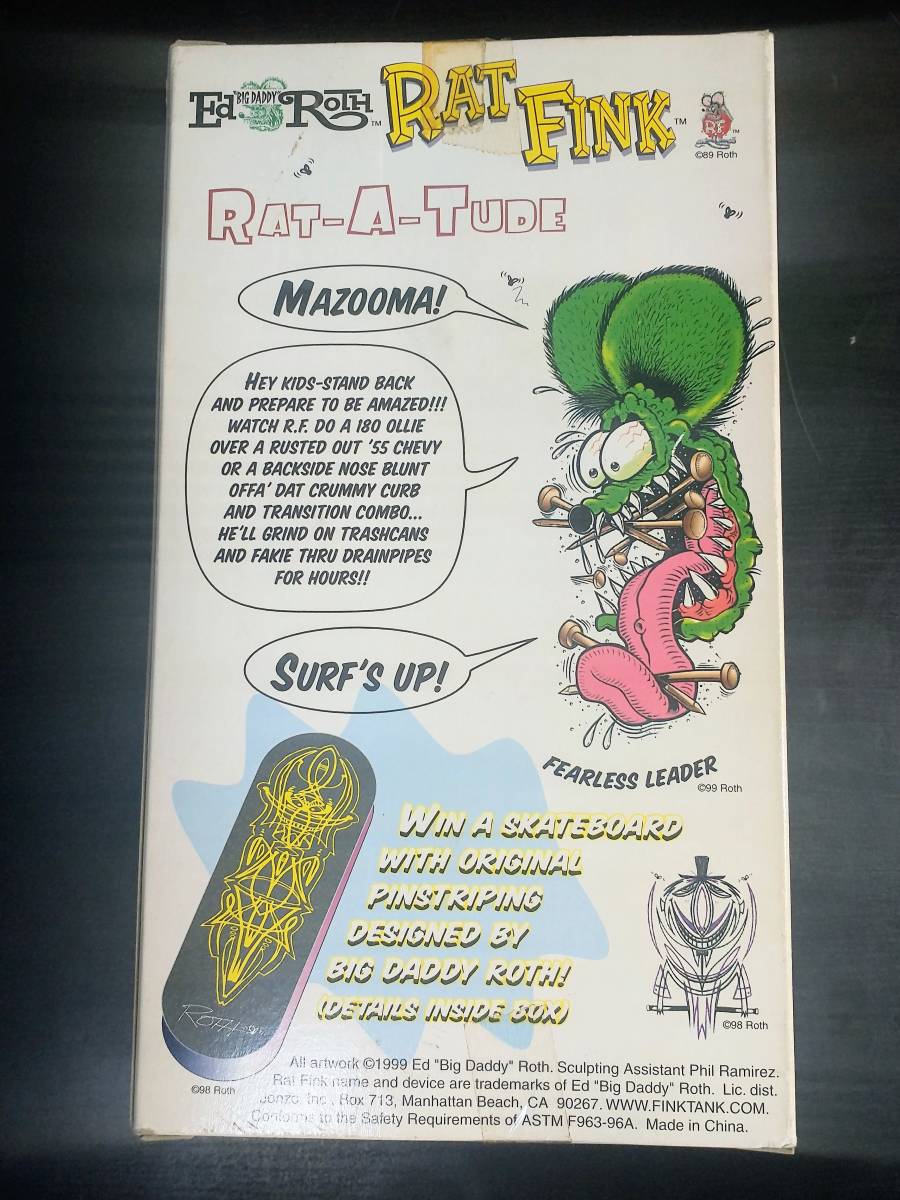 Ed "BIG DADDY" ROTH™ RAT FINK™
R.F.™
©89 Roth
RAT-A-TUDE
MAZOOMA!
HEY KIDS-STAND BACK
AND PREPARE TO BE AMAZED!!!
WATCH R.F. DO A 180 OLLIE
OVER A RUSTED OUT '55 CHEVY
OR A BACKSIDE NOSE BLUNT
OFFA' DAT CRUMMY CURB
AND TRANSITION COMBO...
HE'LL GRIND ON TRASHCANS
AND FAKIE THRU DRAINPIPES
FOR HOURS!!
SURF'S UP!
FEARLESS LEADER
©99 Roth
WIN A SKATEBOARD
WITH ORIGINAL
PINSTRIPING
DESIGNED BY
BIG DADDY ROTH!
(DETAILS INSIDE BOX)
ROTH
©98 Roth
©98 Roth
All artwork ©1999 Ed "Big Daddy" Roth. Sculpting Assistant Phil Ramirez.
Rat Fink name and device are trademarks of Ed "Big Daddy" Roth. Lic. dist.
Inc., Box 713, Manhattan Beach, CA 90267. WWW.FINKTANK.COM.
Conforms to the Safety Requirements of ASTM F963-96A. Made in China.